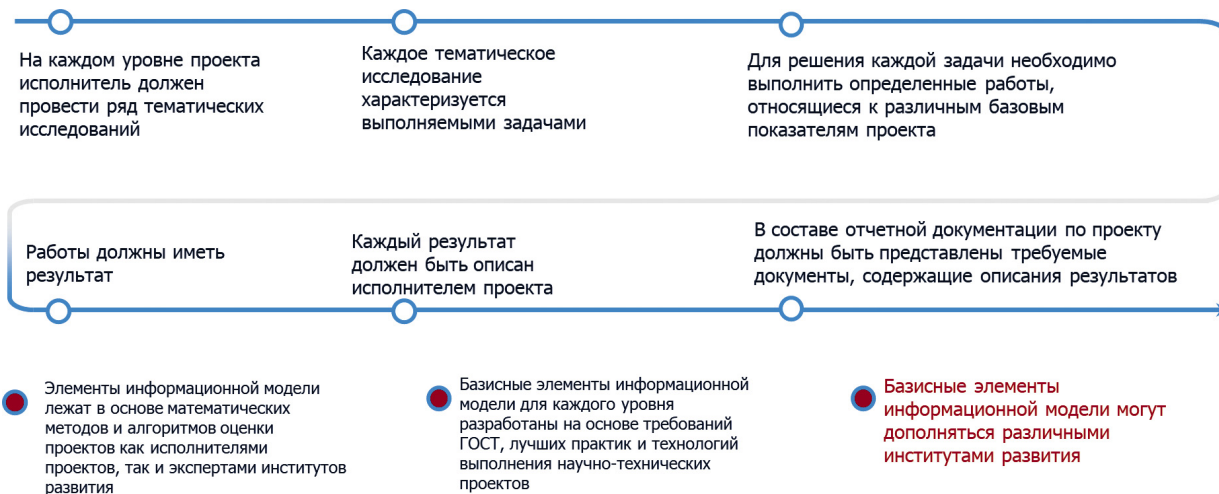 На каждом уровне проекта
исполнитель должен
провести ряд тематических
исследований
Каждое тематическое
исследование
характеризуется
выполняемыми задачами
Для решения каждой задачи необходимо
выполнить определенные работы,
относящиеся к различным базовым
показателям проекта
Работы должны иметь
результат
Каждый результат
должен быть описан
исполнителем проекта
В составе отчетной документации по проекту
должны быть представлены требуемые
документы, содержащие описания результатов
Элементы информационной модели
лежат в основе математических
методов и алгоритмов оценки
проектов как исполнителями
проектов, так и экспертами институтов
развития
Базисные элементы информационной
модели для каждого уровня
разработаны на основе требований
ГОСТ, лучших практик и технологий
выполнения научно-технических
проектов
Базисные элементы
информационной модели могут
дополняться различными
институтами развития